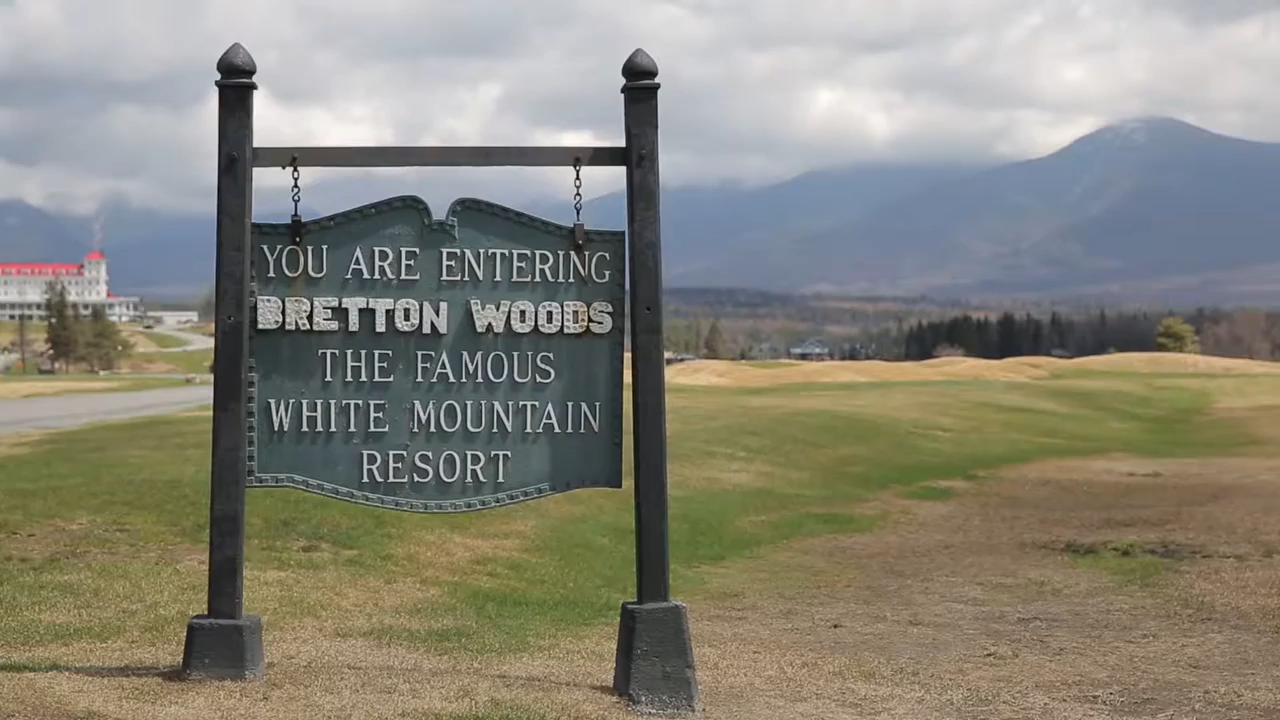 YOU ARE ENTERING
BRETTON WOODS
THE FAMOUS
WHITE MOUNTAIN
RESORT